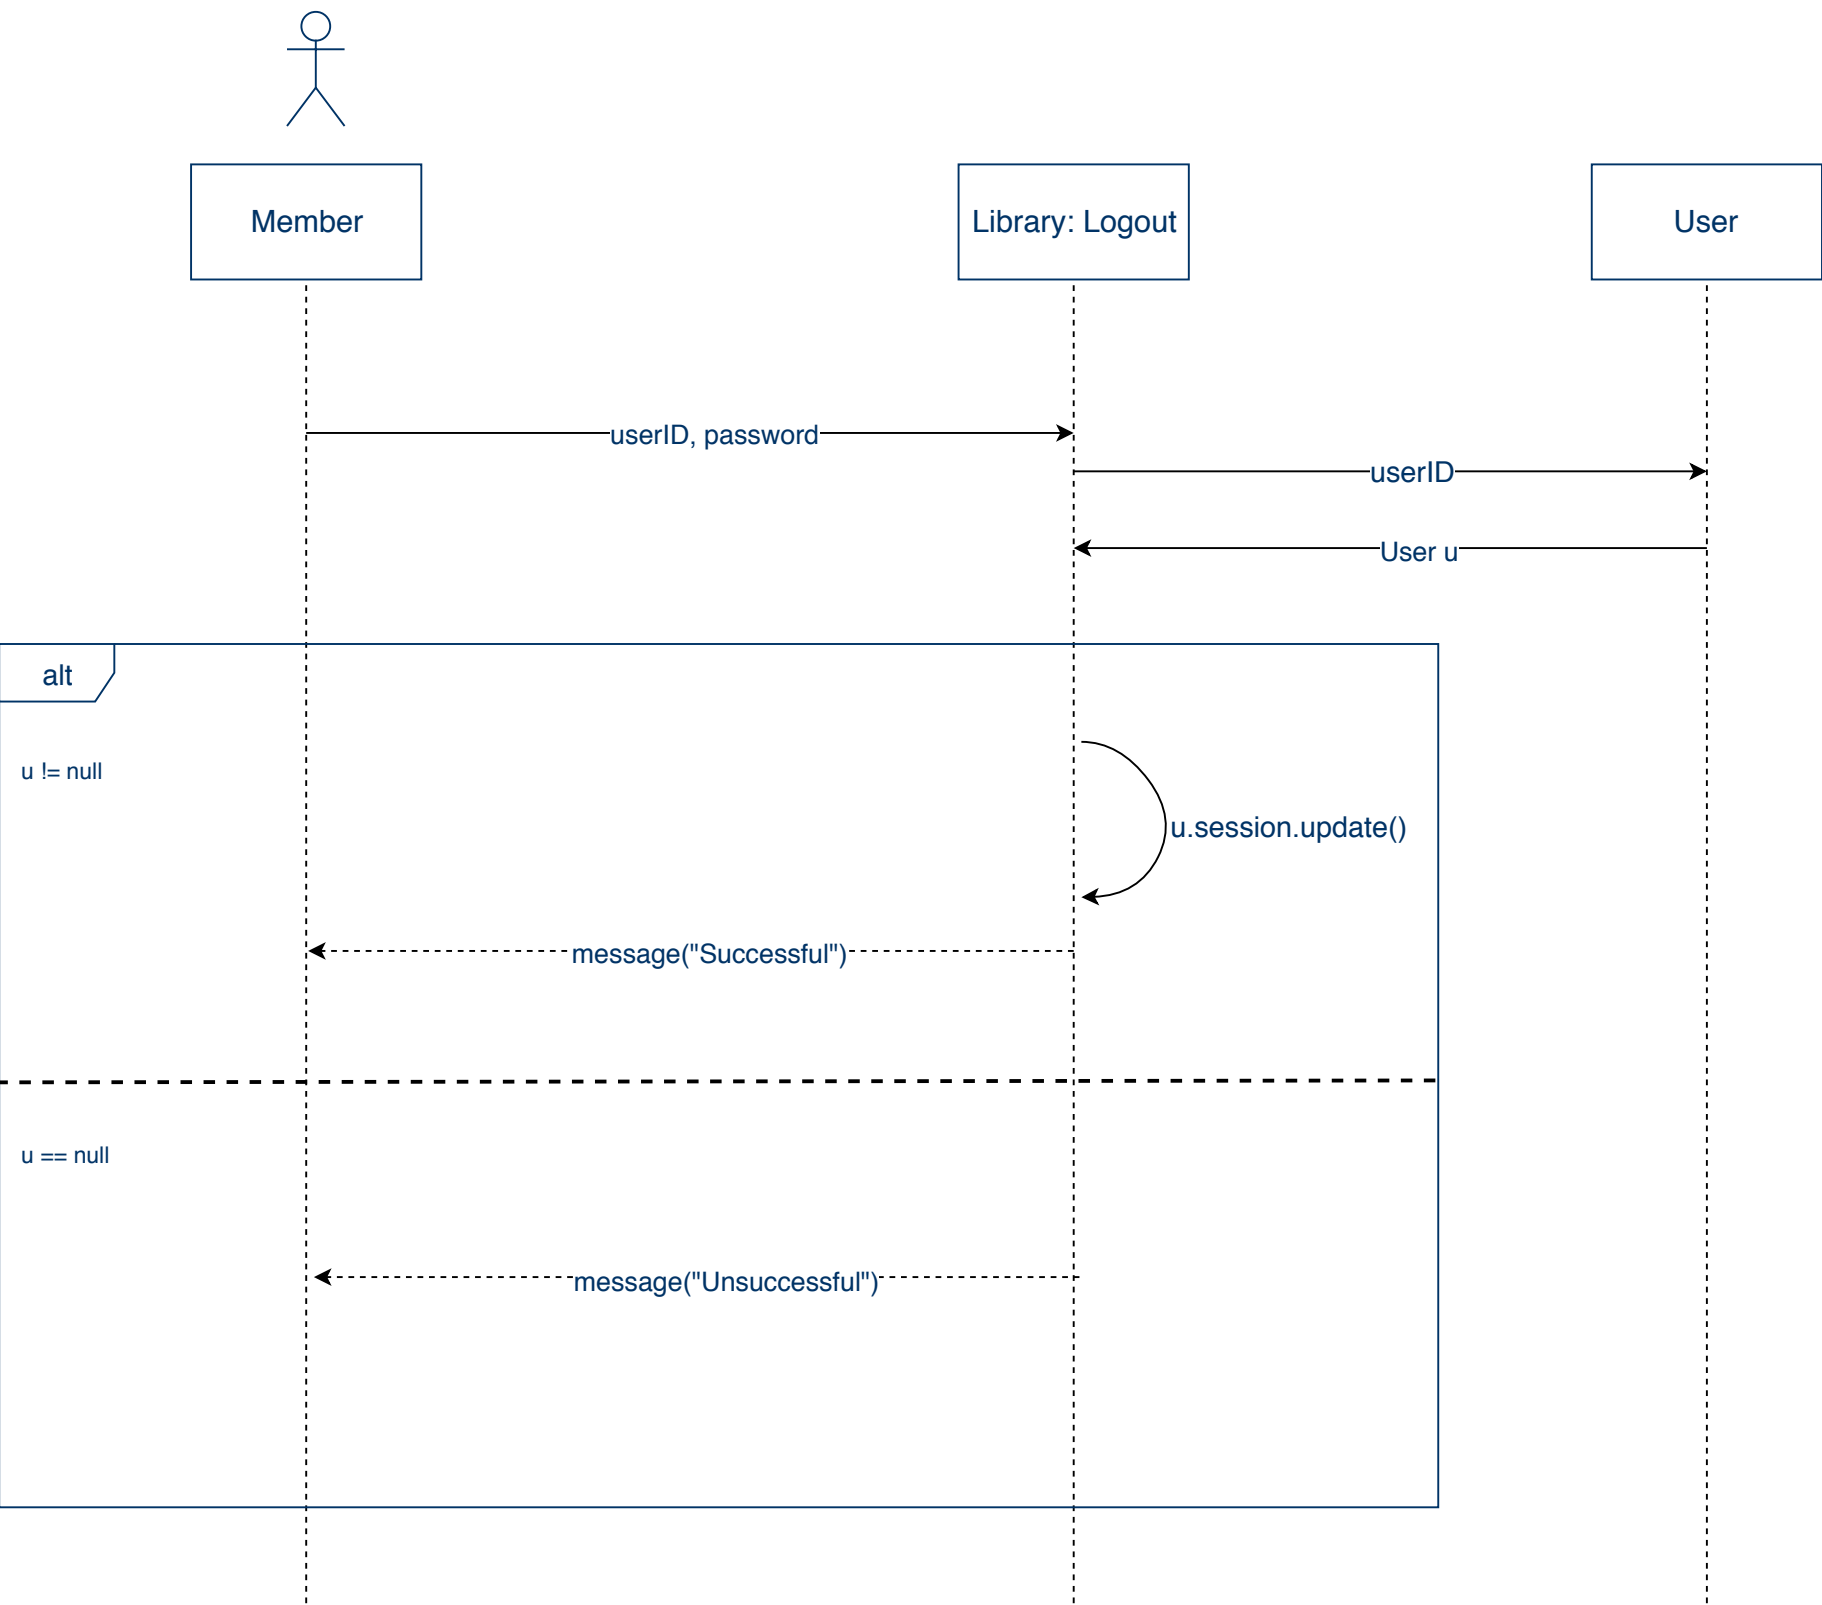 Member
Library: Logout
User
userID, password
userID
User u
alt
u != null
u.session.update()
message("Successful")
u == null
message("Unsuccessful")